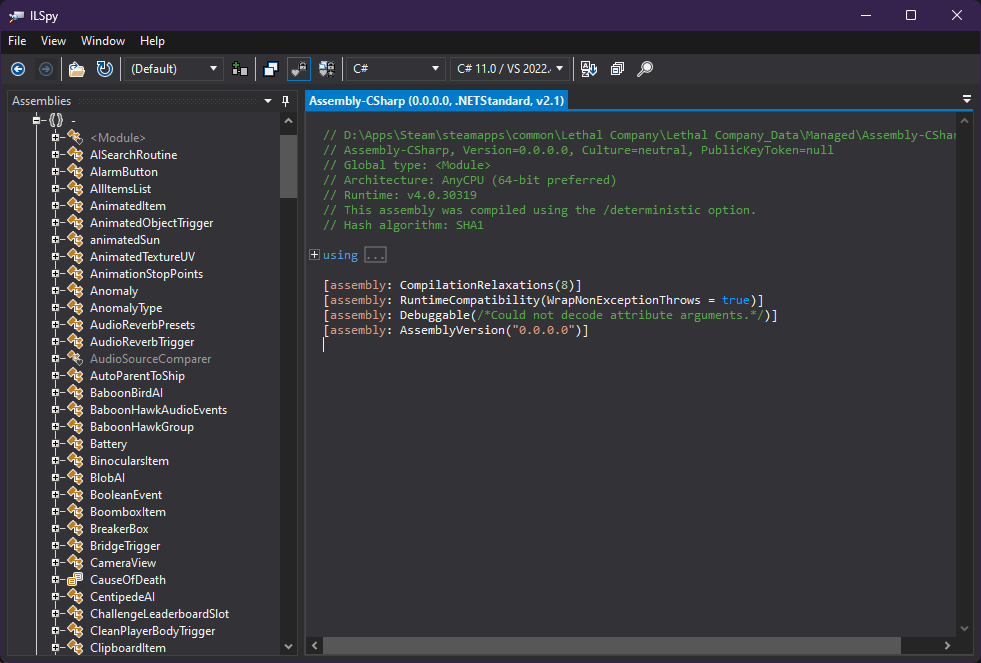 ILSpy
File View Window Help
(Default) C# C# 11.0 / VS 2022.
Assemblies
{} -
<Module>
AISearchRoutine
AlarmButton
AllItemsList
AnimatedItem
AnimatedObjectTrigger
animatedSun
AnimatedTextureUV
AnimationStopPoints
Anomaly
AnomalyType
AudioReverbPresets
AudioReverbTrigger
AudioSourceComparer
AutoParentToShip
BaboonBirdAI
BaboonHawkAudioEvents
BaboonHawkGroup
Battery
BinocularsItem
BlobAI
BooleanEvent
BoomboxItem
BreakerBox
BridgeTrigger
CameraView
CauseOfDeath
CentipedeAI
ChallengeLeaderboardSlot
CleanPlayerBodyTrigger
ClipboardItem
Assembly-CSharp (0.0.0.0, .NETStandard, v2.1)
// D:\Apps\Steam\steamapps\common\Lethal Company\Lethal Company_Data\Managed\Assembly-CShar
// Assembly-CSharp, Version=0.0.0.0, Culture=neutral, PublicKeyToken=null
// Global type: <Module>
// Architecture: AnyCPU (64-bit preferred)
// Runtime: v4.0.30319
// This assembly was compiled using the /deterministic option.
// Hash algorithm: SHA1
using ...
[assembly: CompilationRelaxations(8)]
[assembly: RuntimeCompatibility(WrapNonExceptionThrows = true)]
[assembly: Debuggable(/*Could not decode attribute arguments.*/)]
[assembly: AssemblyVersion("0.0.0.0")]